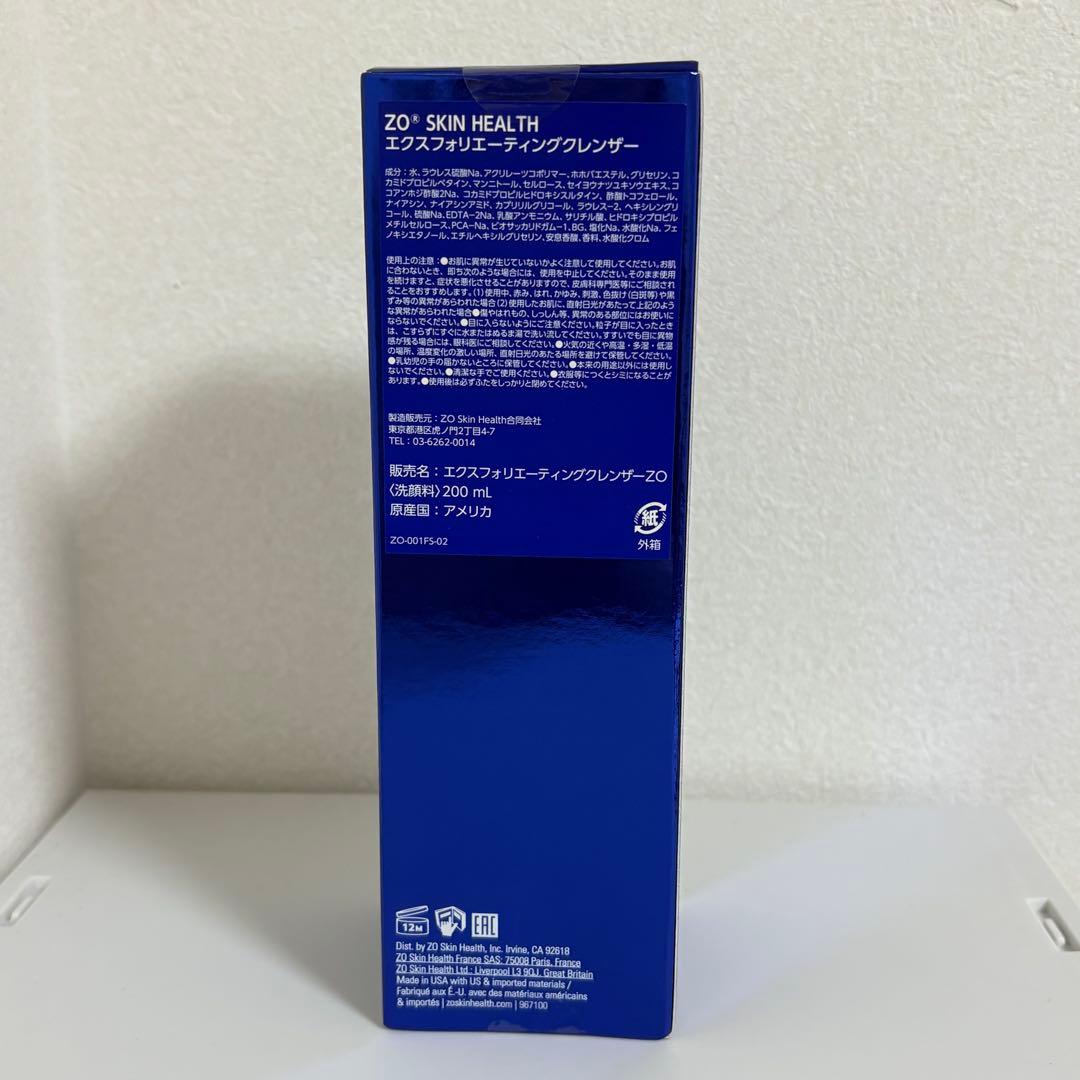 ZO® SKIN HEALTH
エクスフォリエーティングクレンザー
成分：水、ラウレス硫酸Na、アクリレーツコポリマー、ホホバエステル、グリセリン、コ
カミドプロピルベタイン、マンニトール、セルロース、セイヨウナツユキソウエキス、コ
コアンホジ酢酸2Na、コカミドプロピルヒドロキシスルタイン、酢酸トコフェロール、
ナイアシン、ナイアシンアミド、カプリリルグリコール、ラウレス-2、ヘキシレングリ
コール、硫酸Na、EDTA-2Na、乳酸アンモニウム、サリチル酸、ヒドロキシプロピル
メチルセルロース、PCA-Na、ビオサッカリドガム-1、BG、塩化Na、水酸化Na、フェ
ノキシエタノール、エチルヘキシルグリセリン、安息香酸、香料、水酸化クロム
使用上の注意：●お肌に異常が生じていないかよく注意して使用してください。お肌
に合わないとき、即ち次のような場合には、使用を中止してください。そのまま使用
を続けますと、症状を悪化させることがありますので、皮膚科専門医等にご相談され
ることをおすすめします。(1)使用中、赤み、はれ、かゆみ、刺激、色抜け(白斑等)や黒
ずみ等の異常があらわれた場合(2)使用したお肌に、直射日光があたって上記のよう
な異常があらわれた場合●傷やはれもの、しっしん等、異常のある部位にはお使いに
ならないでください。●目に入らないようにご注意ください。粒子が目に入ったとき
は、こすらずにすぐに水またはぬるま湯で洗い流してください。すすいでも目に異物
感が残る場合には、眼科医にご相談してください。●火気の近くや高温・多湿・低温
の場所、温度変化の激しい場所、直射日光のあたる場所を避けて保管してください。
●乳幼児の手の届かないところに保管してください。●本来の用途以外には使用し
ないでください。●清潔な手でご使用ください。●衣服等につくとシミになることが
あります。●使用後は必ずふたをしっかりと閉めてください。
製造販売元：ZO Skin Health合同会社
東京都港区虎ノ門2丁目4-7
TEL：03-6262-0014
販売名：エクスフォリエーティングクレンザーZO
〈洗顔料〉200 mL
原産国：アメリカ
紙
ZO-001FS-02
外箱
12M
EAC
Dist. by ZO Skin Health, Inc. Irvine, CA 92618
ZO Skin Health France SAS: 75008 Paris, France
ZO Skin Health Ltd.: Liverpool L3 9QJ, Great Britain
Made in USA with US & imported materials /
Fabriqué aux É.-U. avec des matériaux américains
& importés | zoskinhealth.com | 967100